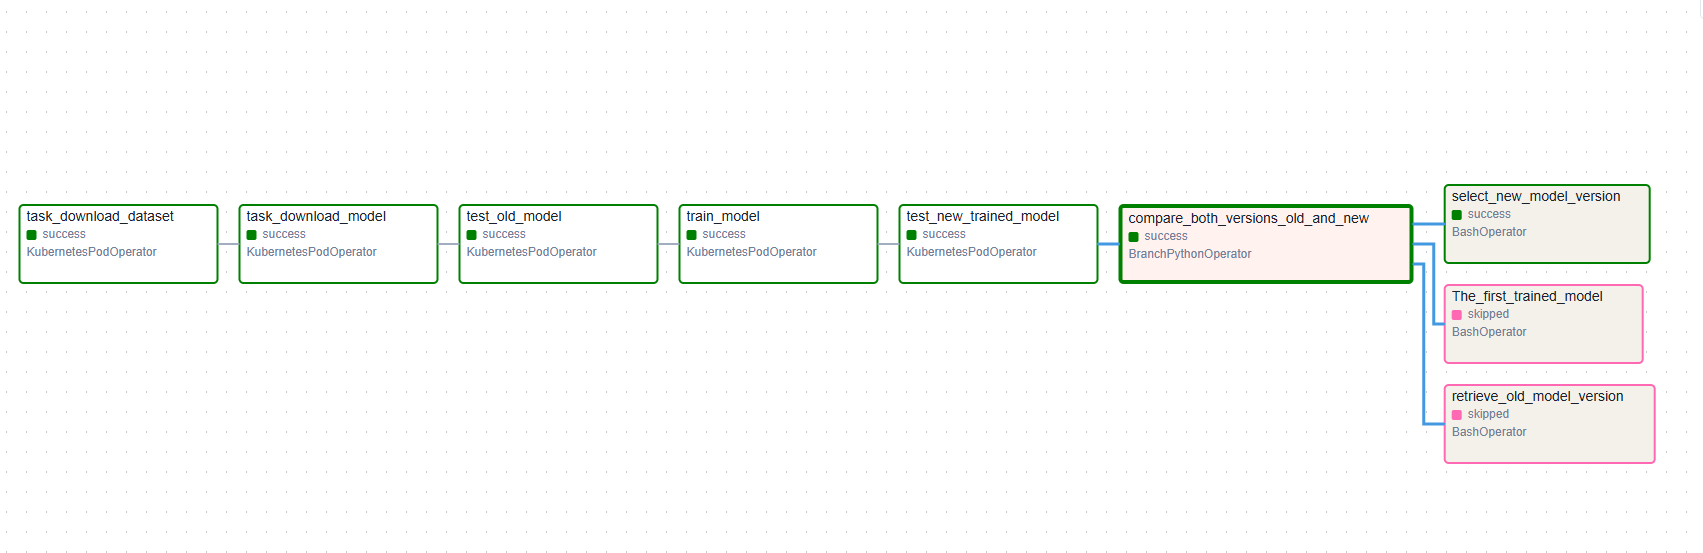 task_download_dataset
success
KubernetesPodOperator
task_download_model
success
KubernetesPodOperator
test_old_model
success
KubernetesPodOperator
train_model
success
KubernetesPodOperator
test_new_trained_model
success
KubernetesPodOperator
compare_both_versions_old_and_new
success
BranchPythonOperator
select_new_model_version
success
BashOperator
The_first_trained_model
skipped
BashOperator
retrieve_old_model_version
skipped
BashOperator